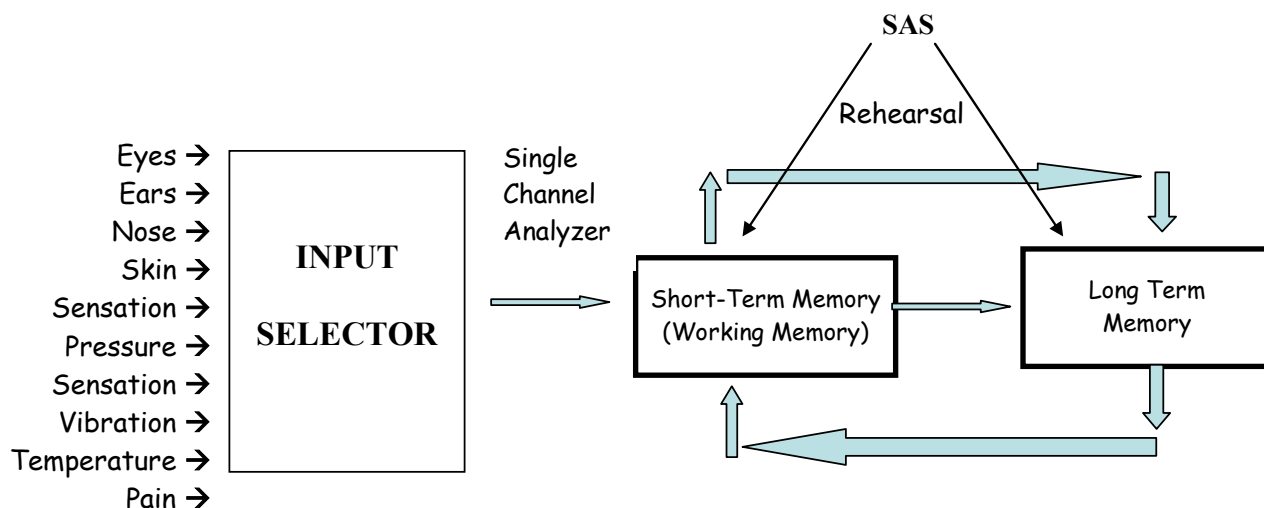 SAS
Rehearsal
Eyes →
Ears →
Nose →
Skin →
Sensation →
Pressure →
Sensation →
Vibration →
Temperature →
Pain →
INPUT
SELECTOR
Single
Channel
Analyzer
Short-Term Memory
(Working Memory)
Long Term
Memory